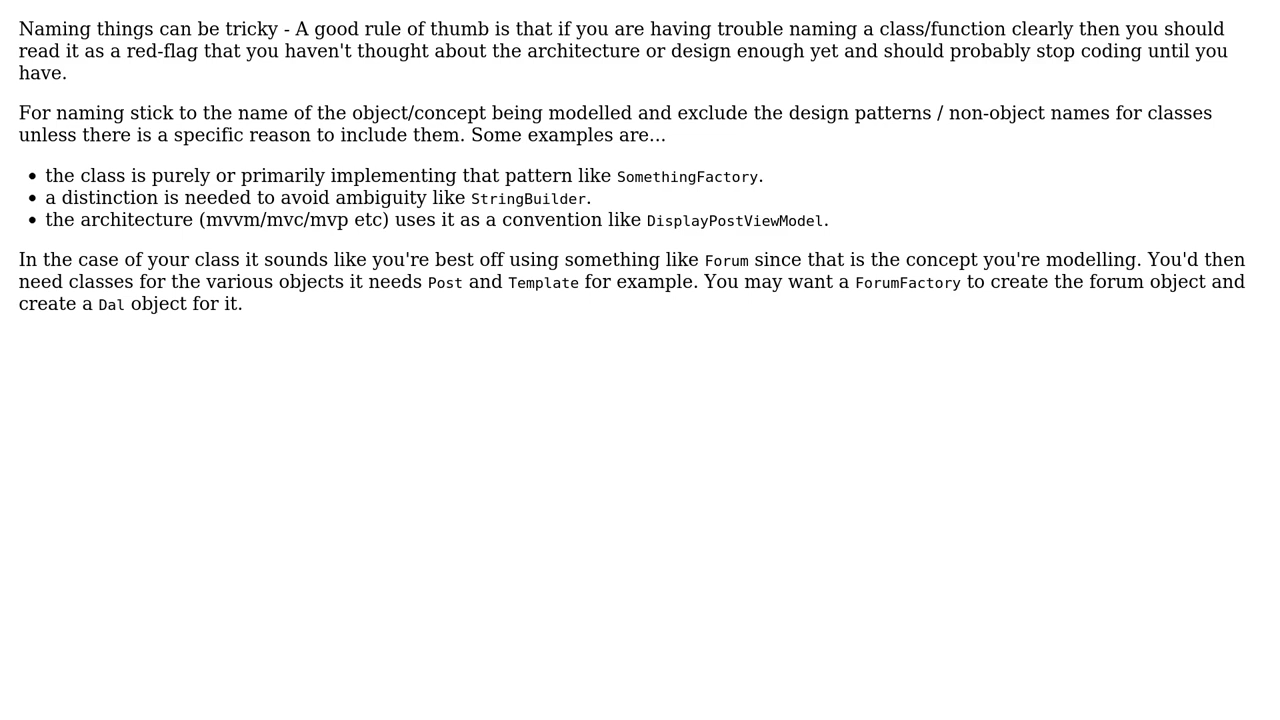 Naming things can be tricky - A good rule of thumb is that if you are having trouble naming a class/function clearly then you should
read it as a red-flag that you haven't thought about the architecture or design enough yet and should probably stop coding until you
have.
For naming stick to the name of the object/concept being modelled and exclude the design patterns / non-object names for classes
unless there is a specific reason to include them. Some examples are...
• the class is purely or primarily implementing that pattern like SomethingFactory.
• a distinction is needed to avoid ambiguity like StringBuilder.
• the architecture (mvvm/mvc/mvp etc) uses it as a convention like DisplayPostViewModel.
In the case of your class it sounds like you're best off using something like Forum since that is the concept you're modelling. You'd then
need classes for the various objects it needs Post and Template for example. You may want a ForumFactory to create the forum object and
create a Dal object for it.